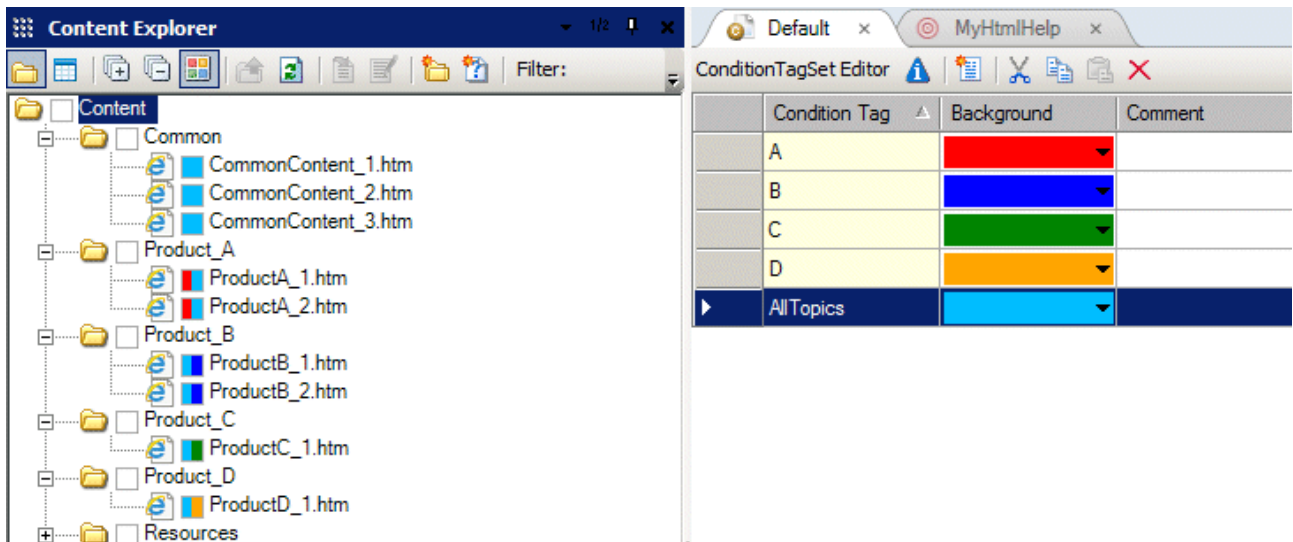 Content Explorer
1/2
Filter:
Content
Common
CommonContent_1.htm
CommonContent_2.htm
CommonContent_3.htm
Product_A
ProductA_1.htm
ProductA_2.htm
Product_B
ProductB_1.htm
ProductB_2.htm
Product_C
ProductC_1.htm
Product_D
ProductD_1.htm
Resources
Default
MyHtmlHelp
ConditionTagSet Editor
Condition Tag Background Comment
A
B
C
D
AllTopics